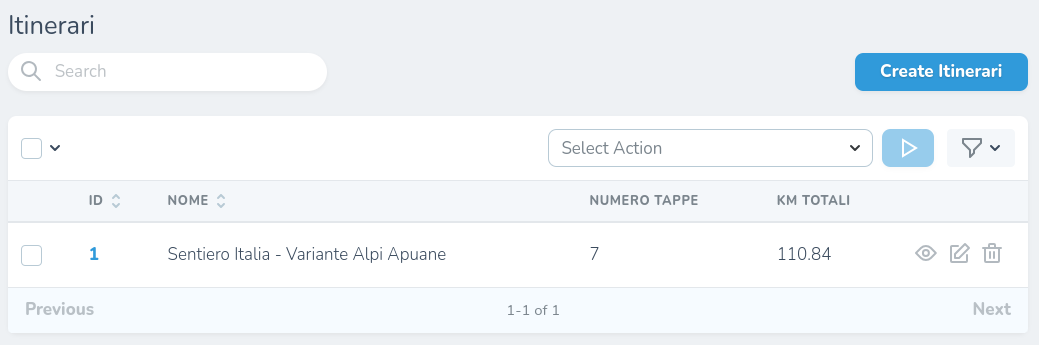 Itinerari
Search
Create Itinerari
Select Action
ID NOME NUMERO TAPPE KM TOTALI
1 Sentiero Italia - Variante Alpi Apuane 7 110.84
Previous 1-1 of 1 Next